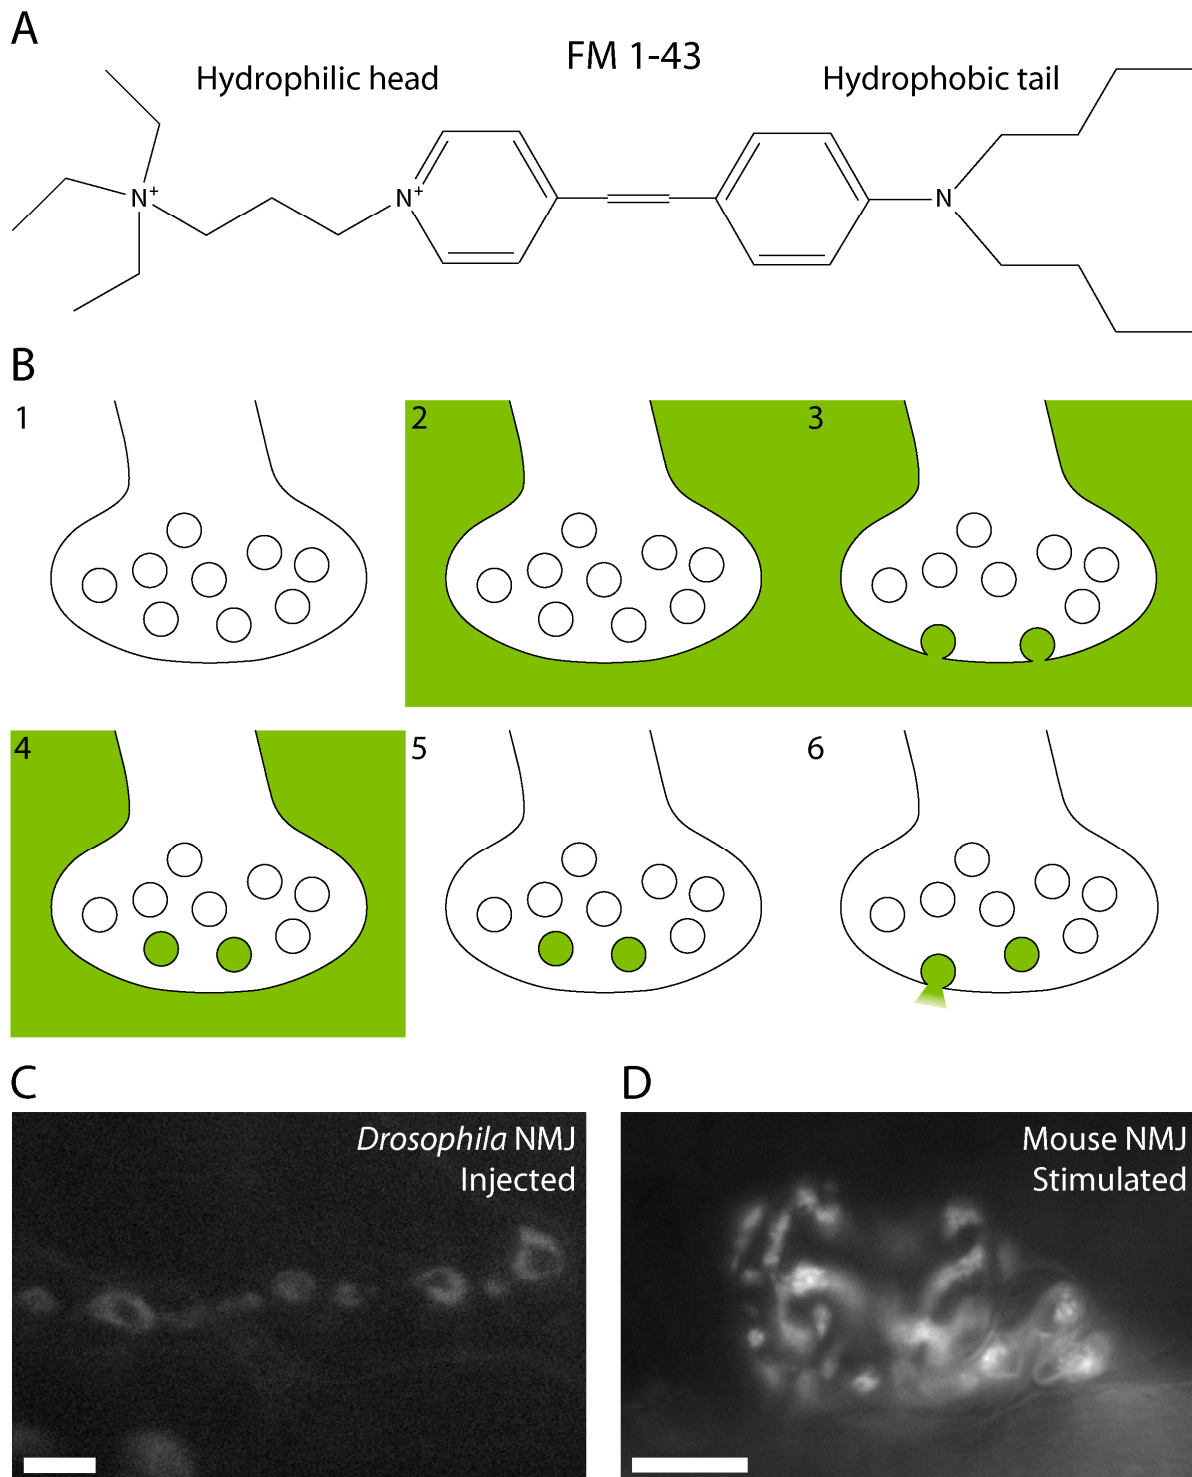 A
FM 1-43
Hydrophilic head
Hydrophobic tail
N+
N+
N
B
1
2
3
4
5
6
C
Drosophila NMJ
Injected
D
Mouse NMJ
Stimulated